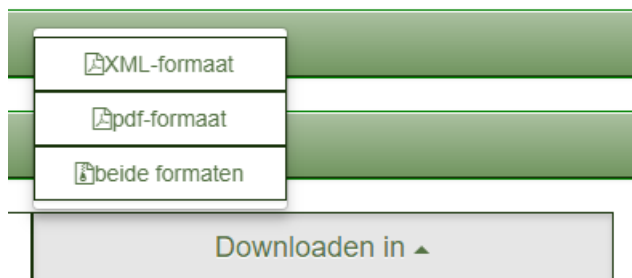 XML-formaat
pdf-formaat
beide formaten
Downloaden in